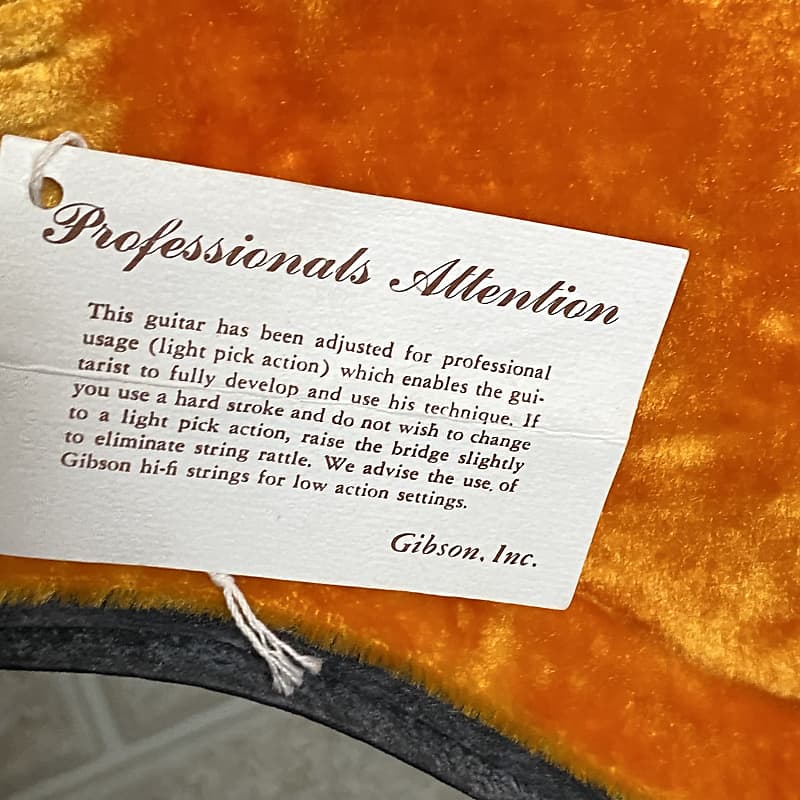 Professionals Attention
This guitar has been adjusted for professional
usage (light pick action) which enables the gui-
tarist to fully develop and use his technique. If
you use a hard stroke and do not wish to change
to a light pick action, raise the bridge slightly
to eliminate string rattle. We advise the use of
Gibson hi-fi strings for low action settings.
Gibson, Inc.